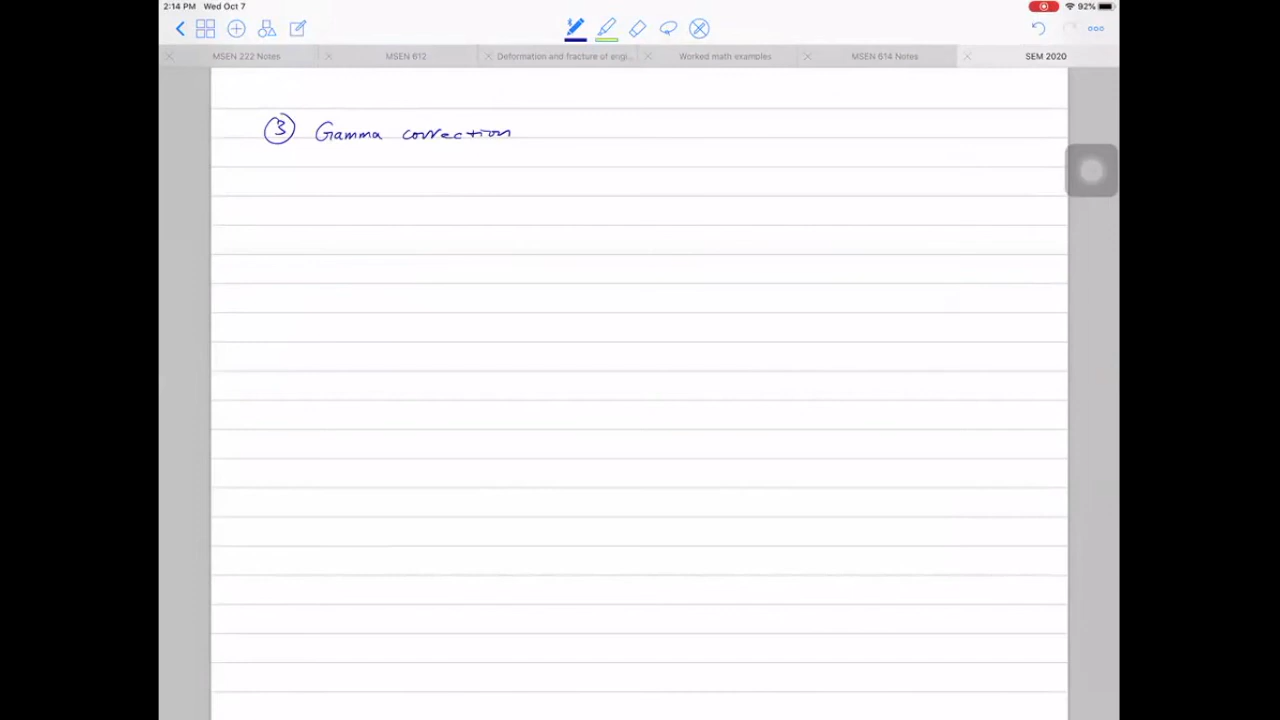 2:14 PM Wed Oct 7 92%
MSEN 222 Notes MSEN 612 Deformation and fracture of engi... Worked math examples MSEN 614 Notes SEM 2020
3 Gamma correction